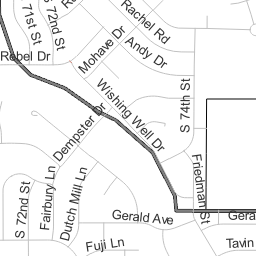 71st St
S 72nd St
Rachel Rd
Andy Dr
Mohave Dr
Rebel Dr
Wishing Well Dr
S 74th St
Dempster Dr
Friedman St
Fairbury Ln
Dutch Mill Ln
S 72nd St
Gerald Ave
Gera
Fuji Ln
Tavin